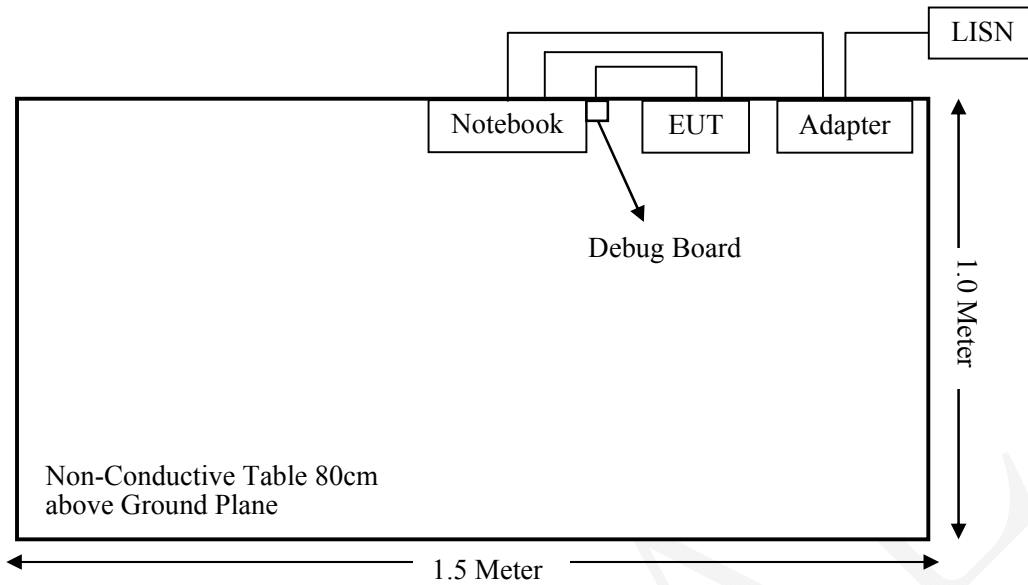 LISN
Notebook
EUT
Adapter
Debug Board
1.0 Meter
Non-Conductive Table 80cm
above Ground Plane
1.5 Meter